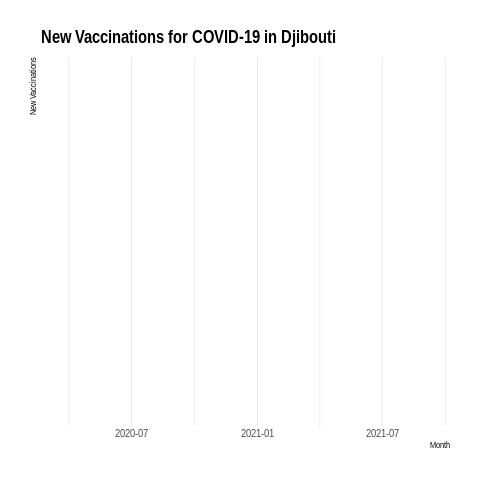 New Vaccinations for COVID-19 in Djibouti
New Vaccinations
2020-07
2021-01
2021-07
Month